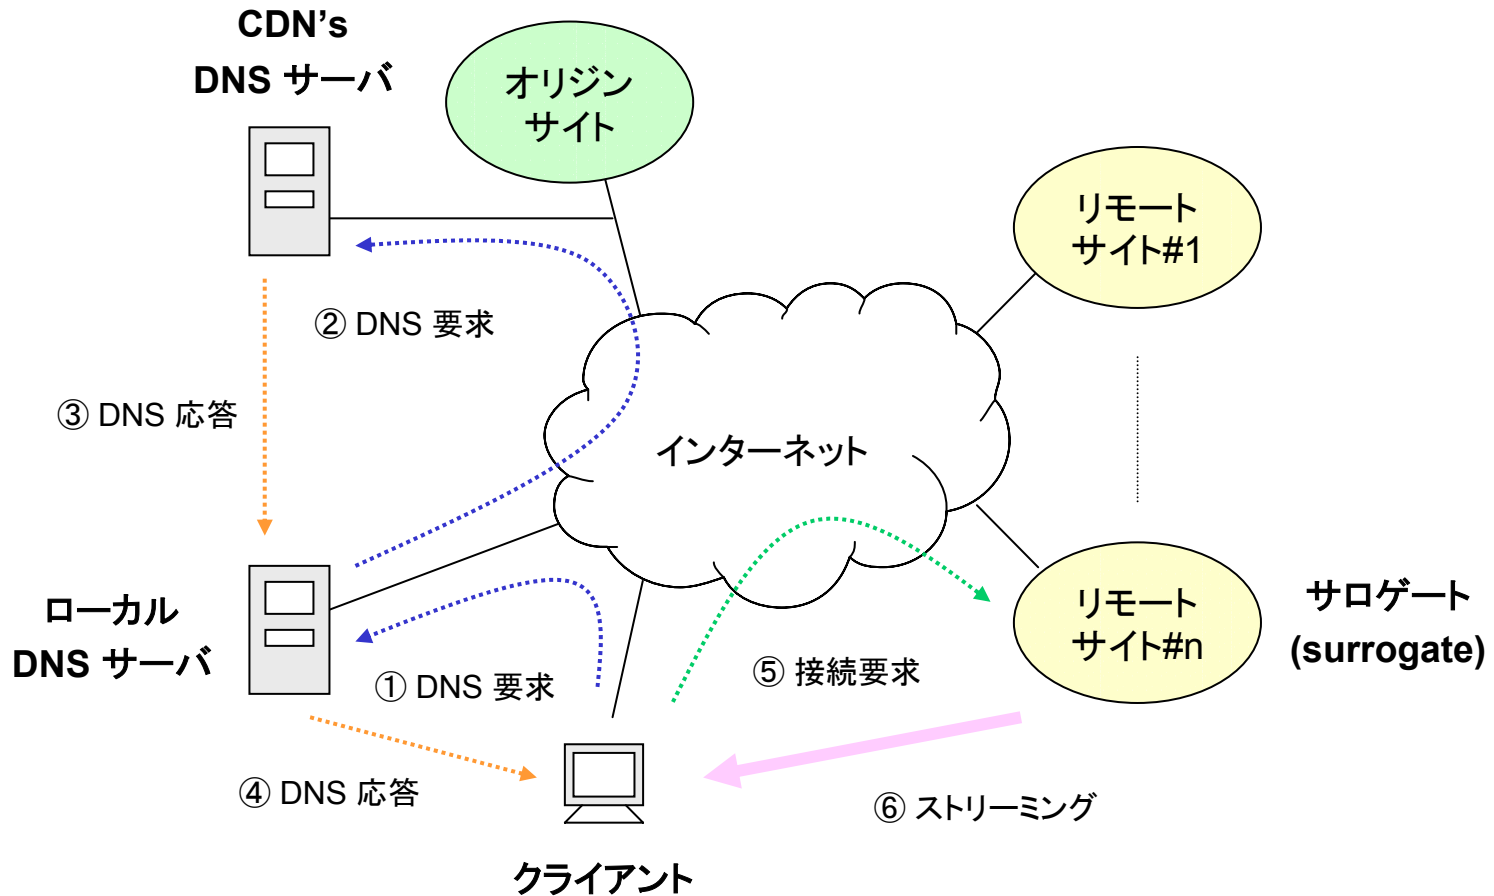 CDN's
DNS サーバ
オリジン
サイト
リモート
サイト#1
② DNS 要求
③ DNS 応答
インターネット
ローカル
DNS サーバ
リモート
サイト#n
サロゲート
(surrogate)
① DNS 要求
⑤ 接続要求
④ DNS 応答
⑥ ストリーミング
クライアント